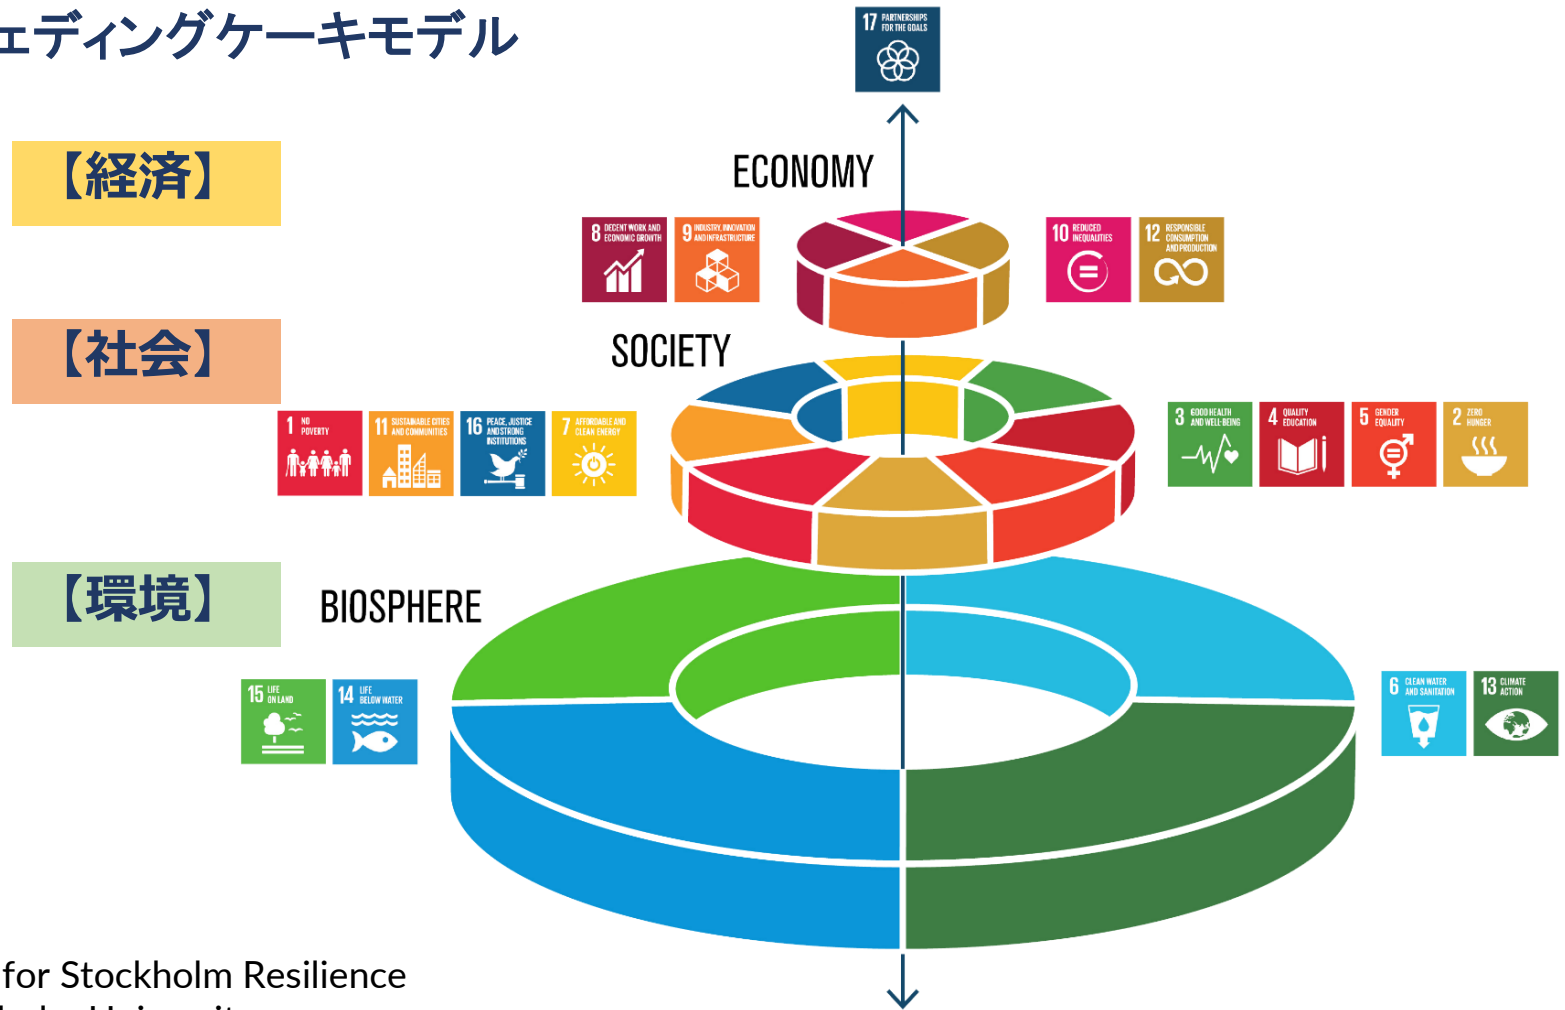 ェディングケーキモデル
17 PARTNERSHIPS
FOR THE GOALS
【経済】
ECONOMY
8 DECENT WORK AND
ECONOMIC GROWTH
9 INDUSTRY, INNOVATION
AND INFRASTRUCTURE
10 REDUCED
INEQUALITIES
12 RESPONSIBLE
CONSUMPTION
AND PRODUCTION
【社会】
SOCIETY
1 NO
POVERTY
11 SUSTAINABLE CITIES
AND COMMUNITIES
16 PEACE, JUSTICE
AND STRONG
INSTITUTIONS
7 AFFORDABLE AND
CLEAN ENERGY
3 GOOD HEALTH
AND WELL-BEING
4 QUALITY
EDUCATION
5 GENDER
EQUALITY
2 ZERO
HUNGER
【環境】
BIOSPHERE
15 LIFE
ON LAND
14 LIFE
BELOW WATER
6 CLEAN WATER
AND SANITATION
13 CLIMATE
ACTION
for Stockholm Resilience